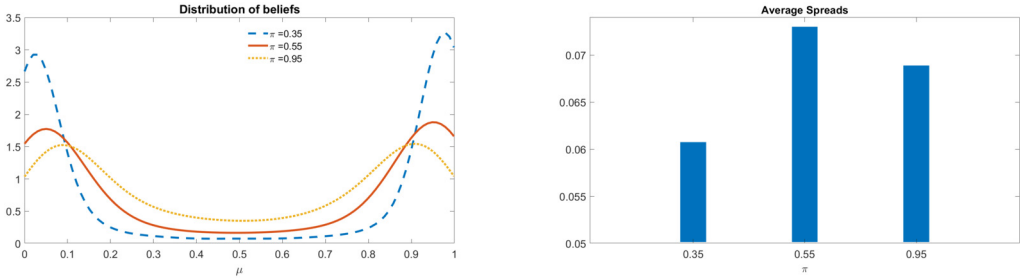 Distribution of beliefs
3.5
3
2.5
2
1.5
1
0.5
0
π =0.35
π =0.55
π =0.95
0 0.1 0.2 0.3 0.4 0.5 0.6 0.7 0.8 0.9 1
μ
Average Spreads
0.07
0.065
0.06
0.055
0.05
0.35 0.55 0.95
π